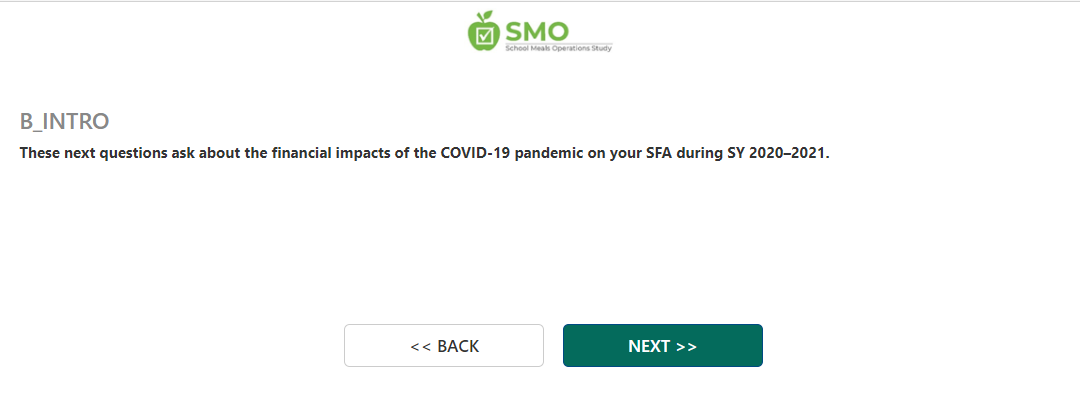 SMO
School Meals Operations Study
B_INTRO
These next questions ask about the financial impacts of the COVID-19 pandemic on your SFA during SY 2020–2021.
<< BACK
NEXT >>